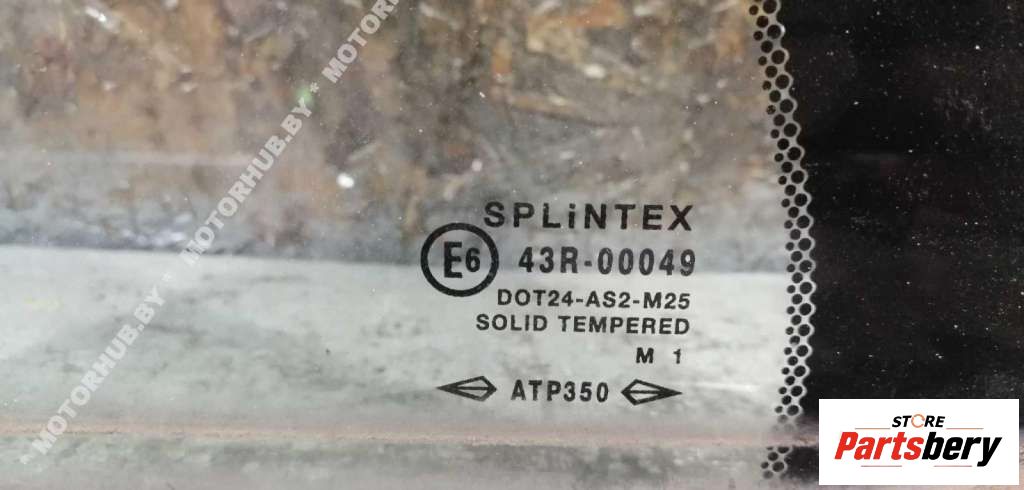 * MOTORHUB.BY * MOTORHUB.BY * MOTORHUB.BY
SPLiNTEX
E6 43R-00049
DOT24-AS2-M25
SOLID TEMPERED
M 1
ATP350
STORE
Partsbery